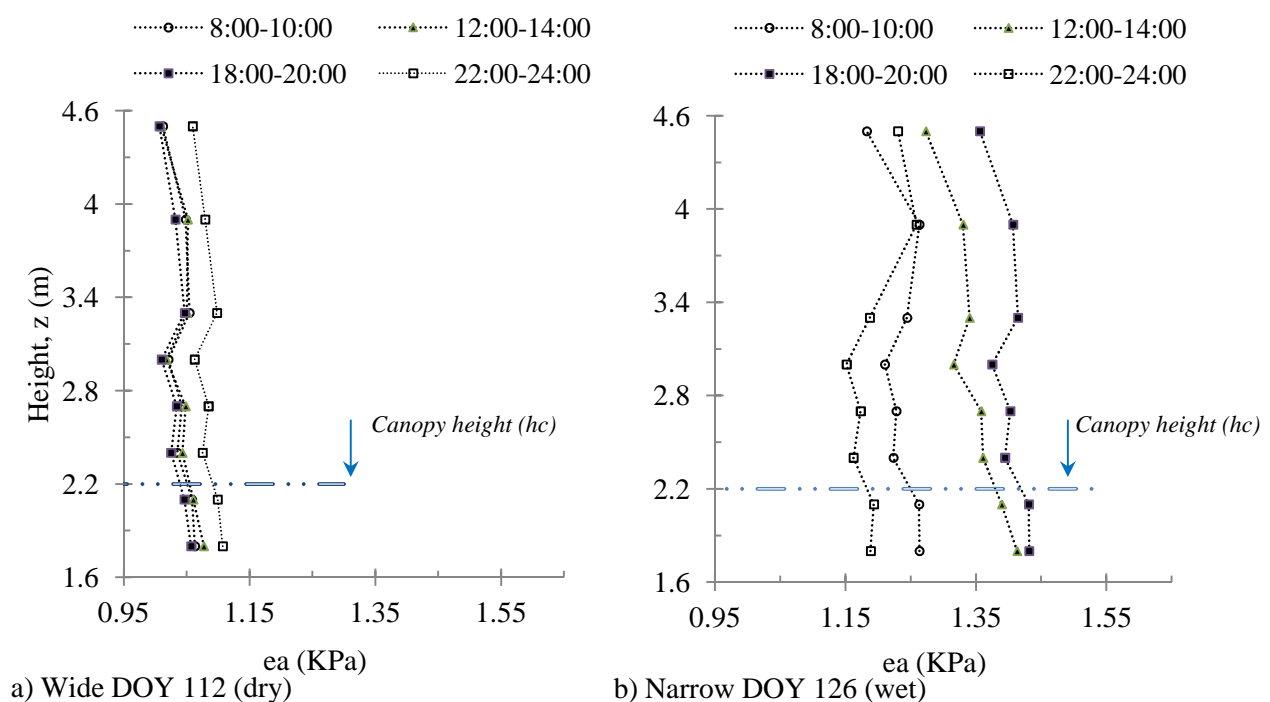 8:00-10:00 12:00-14:00
18:00-20:00 22:00-24:00
4.6
4
3.4
2.8
2.2
1.6
Height, z (m)
Canopy height (hc)
0.95 1.15 1.35 1.55
ea (KPa)
a) Wide DOY 112 (dry)
8:00-10:00 12:00-14:00
18:00-20:00 22:00-24:00
4.6
4
3.4
2.8
2.2
1.6
Canopy height (hc)
0.95 1.15 1.35 1.55
ea (KPa)
b) Narrow DOY 126 (wet)